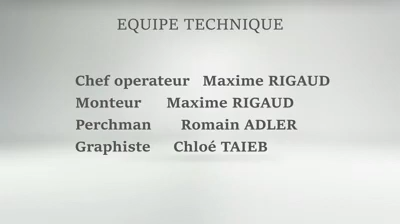 EQUIPE TECHNIQUE
Chef operateur Maxime RIGAUD
Monteur Maxime RIGAUD
Perchman Romain ADLER
Graphiste Chloé TAIEB